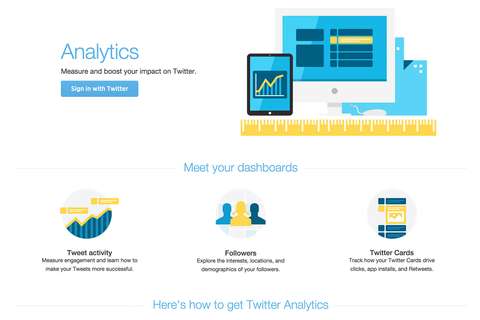 Analytics
Measure and boost your impact on Twitter.
Sign in with Twitter
Meet your dashboards
Tweet activity
Measure engagement and learn how to
make your Tweets more successful.
Followers
Explore the interests, locations, and
demographics of your followers.
Twitter Cards
Track how your Twitter Cards drive
clicks, app installs, and Retweets.
Here's how to get Twitter Analytics